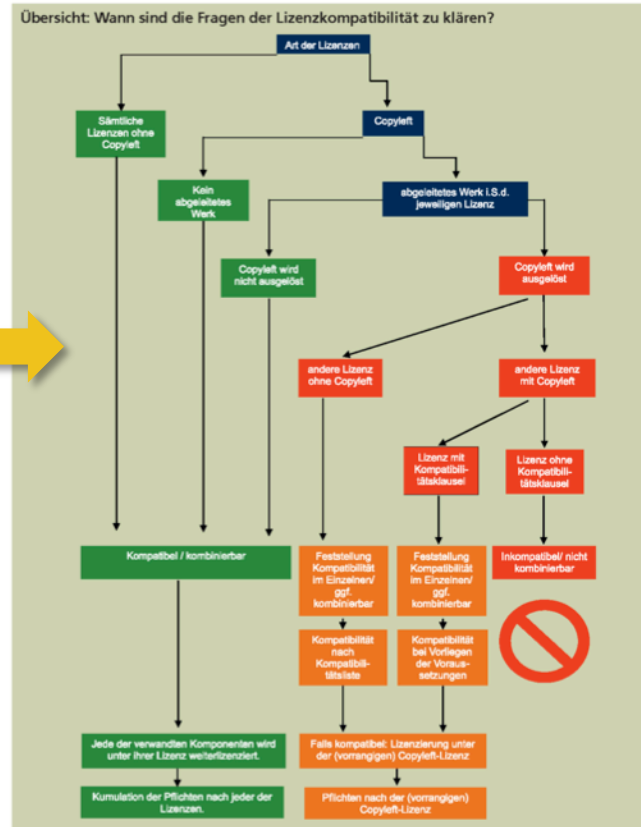 Übersicht: Wann sind die Fragen der Lizenzkompatibilität zu klären?
Art der Lizenzen
Sämtliche
Lizenzen ohne
Copyleft
Copyleft
Kein
abgeleitetes
Werk
abgeleitetes Werk i.S.d.
jeweiligen Lizenz
Copyleft wird
nicht ausgelöst
Copyleft wird
ausgelöst
andere Lizenz
ohne Copyleft
andere Lizenz
mit Copyleft
Lizenz mit
Kompatibili-
tätsklausel
Lizenz ohne
Kompatibili-
tätsklausel
Kompatibel / kombinierbar
Feststellung
Kompatibilität
im Einzelnen/
ggf.
kombinierbar
Feststellung
Kompatibilität
im Einzelnen/
ggf.
kombinierbar
Inkompatibel/ nicht
kombinierbar
Kompatibilität
nach
Kompatibili-
tätsliste
Kompatibilität
bei Vorliegen
der Voraus-
setzungen
Jede der verwandten Komponenten wird
unter ihrer Lizenz weiterlizenziert.
Falls kompatibel: Lizenzierung unter
der (vorrangigen) Copyleft-Lizenz
Kumulation der Pflichten nach jeder der
Lizenzen.
Pflichten nach der (vorrangigen)
Copyleft-Lizenz